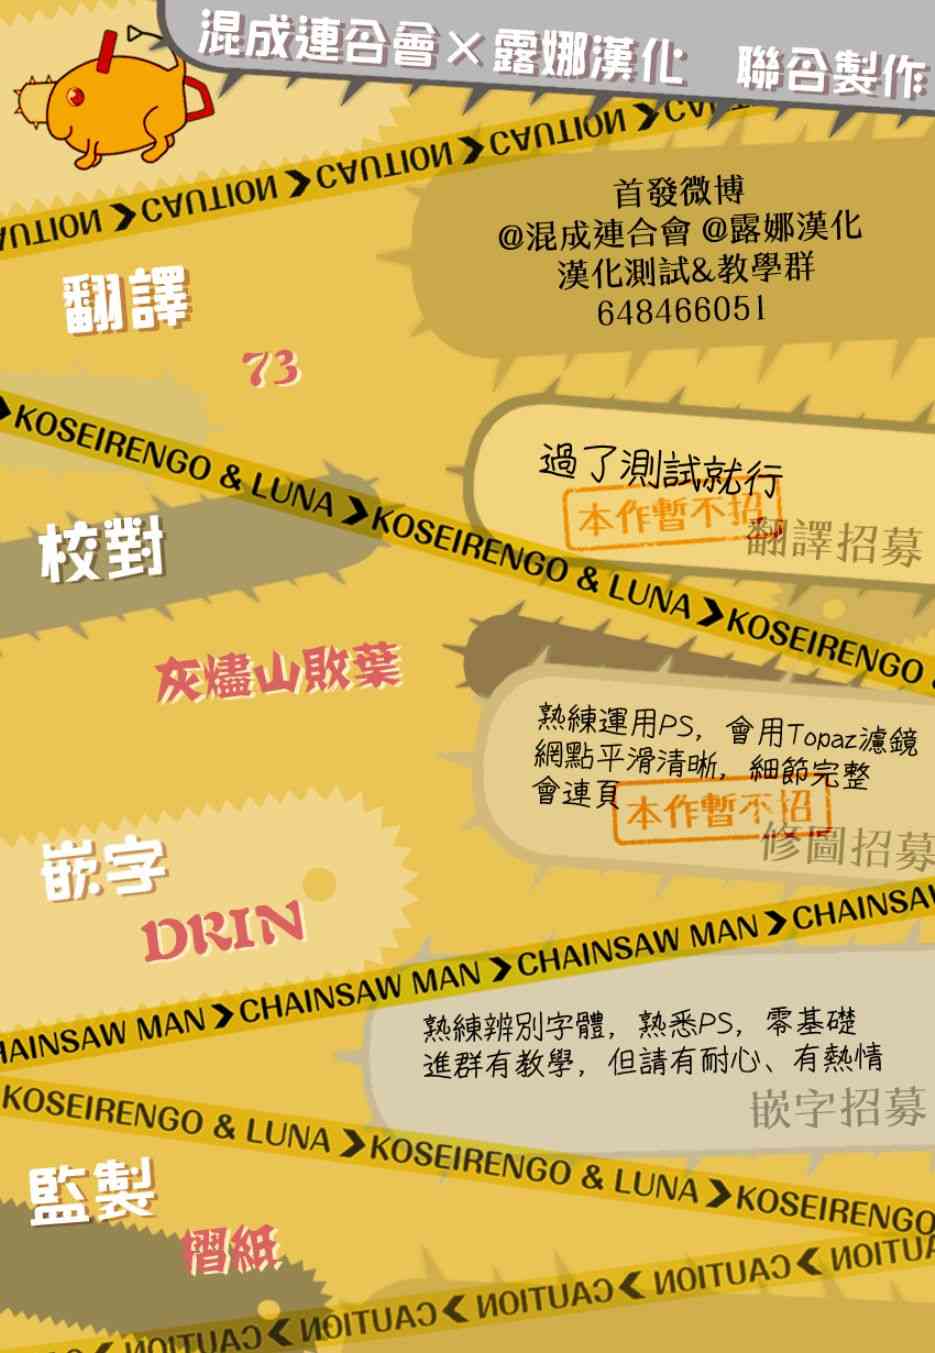 混成連合會×露娜漢化 聯合製作
CAUTION CAUTION CAUTION CAUTION
首發微博
@混成連合會 @露娜漢化
漢化測試&教學群
648466051
翻譯
73
KOSEIRENGO & LUNA KOSEIRENGO & LUNA KOSEIRENGO
過了測試就行
本作暫不招
翻譯招募
校對
灰燼山敗葉
熟練運用PS，會用Topaz濾鏡
網點平滑清晰，細節完整
會連頁
本作暫不招
修圖招募
嵌字
DRIN
CHAINSAW MAN CHAINSAW MAN CHAINSAW MAN CHAINSAW
熟練辨別字體，熟悉PS，零基礎
進群有教學，但請有耐心、有熱情
嵌字招募
KOSEIRENGO & LUNA KOSEIRENGO & LUNA KOSEIRENGO
監製
摺紙
CAUTION CAUTION CAUTION CAUTION CAUTION